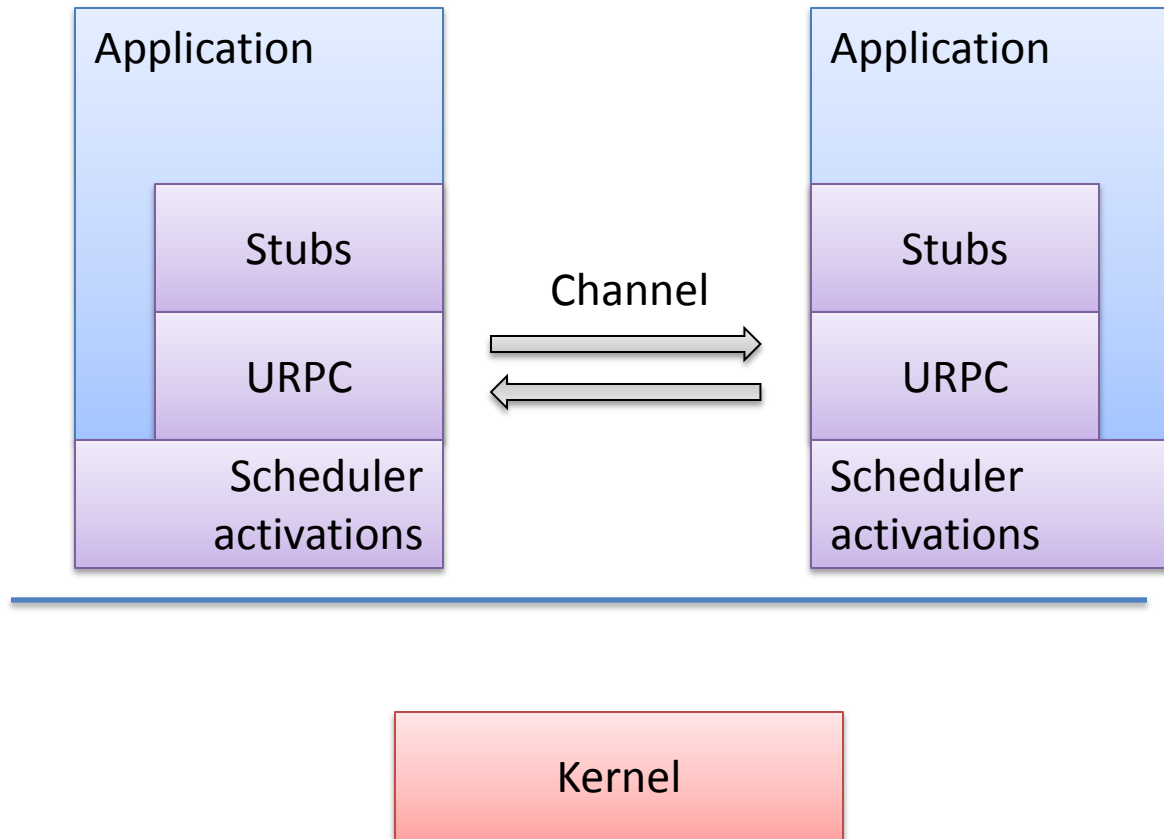 Application
Application
Stubs
Stubs
Channel
URPC
URPC
Scheduler
activations
Scheduler
activations
Kernel